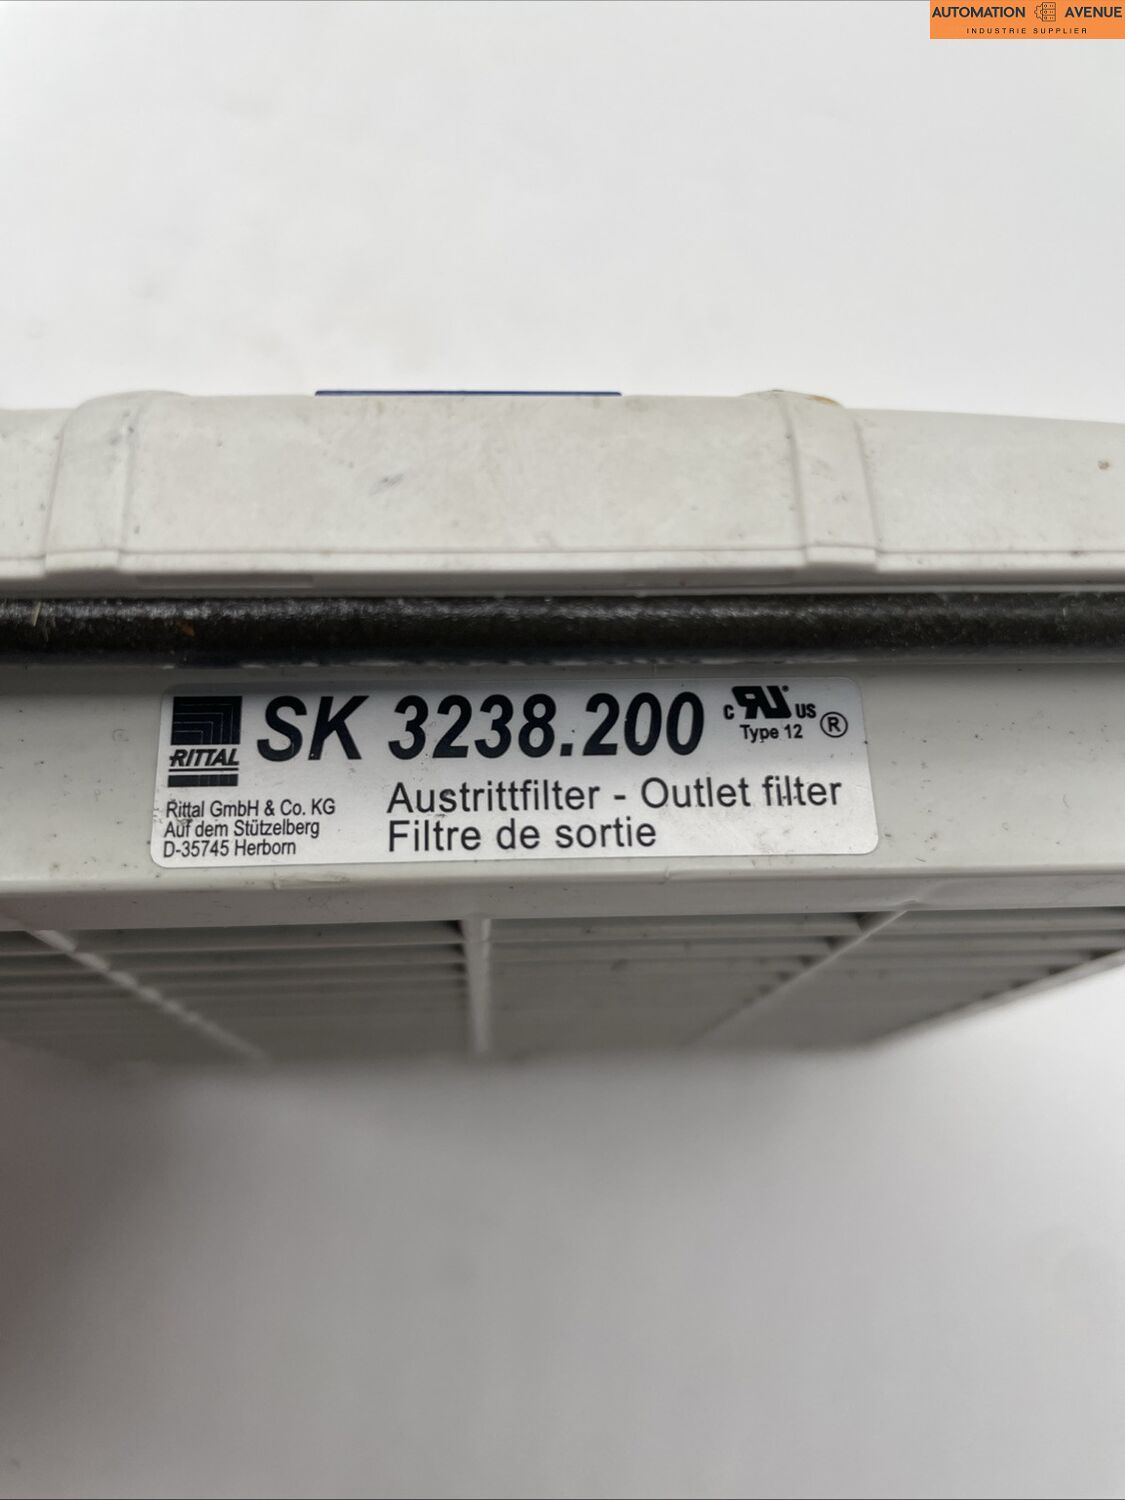 AUTOMATION AVENUE
INDUSTRIE SUPPLIER
RITTAL
SK 3238.200
c RU US
Type 12
®
Rittal GmbH & Co. KG
Auf dem Stützelberg
D-35745 Herborn
Austrittfilter - Outlet filter
Filtre de sortie